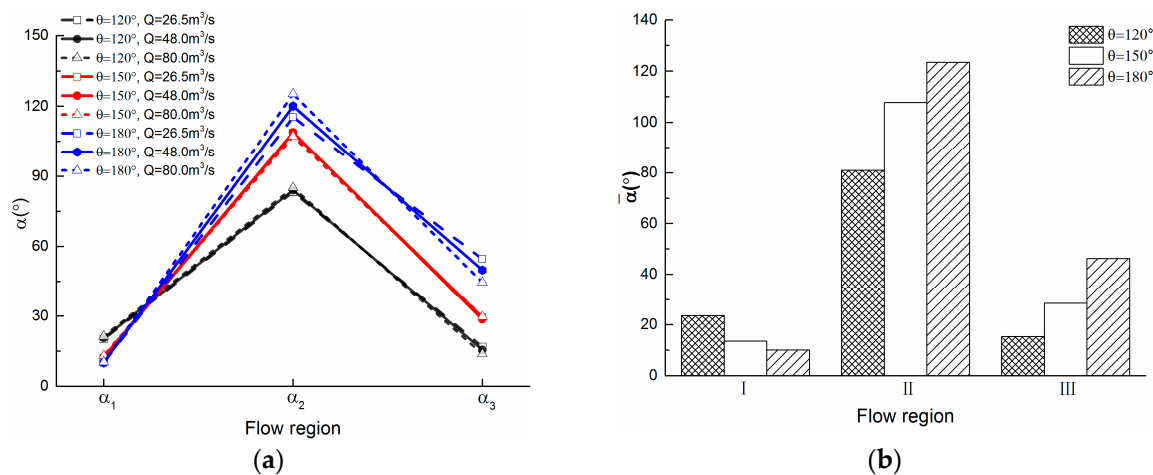 150
120
90
60
30
0
α(°)
θ=120°, Q=26.5m³/s
θ=120°, Q=48.0m³/s
θ=120°, Q=80.0m³/s
θ=150°, Q=26.5m³/s
θ=150°, Q=48.0m³/s
θ=150°, Q=80.0m³/s
θ=180°, Q=26.5m³/s
θ=180°, Q=48.0m³/s
θ=180°, Q=80.0m³/s
α₁ α₂ α₃
Flow region
(a)
140
120
100
80
60
40
20
0
ᾱ(°)
θ=120°
θ=150°
θ=180°
I II III
Flow region
(b)